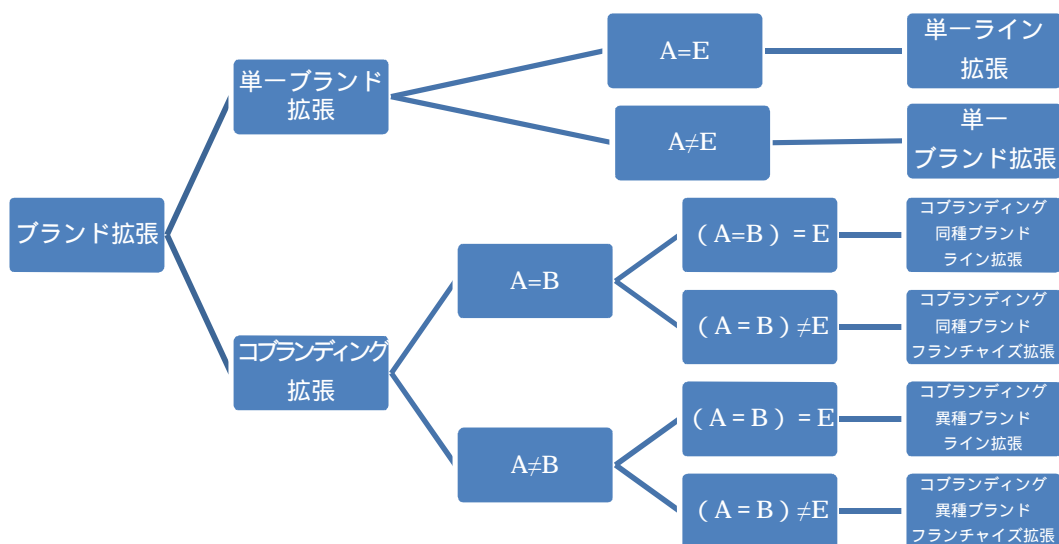 ブランド拡張
単一ブランド
拡張
A=E
単一ライン
拡張
A≠E
単一
ブランド拡張
コブランディング
拡張
A=B
(A=B) = E
コブランディング
同種ブランド
ライン拡張
(A = B) ≠E
コブランディング
同種ブランド
フランチャイズ拡張
A≠B
(A = B) = E
コブランディング
異種ブランド
ライン拡張
(A = B) ≠E
コブランディング
異種ブランド
フランチャイズ拡張